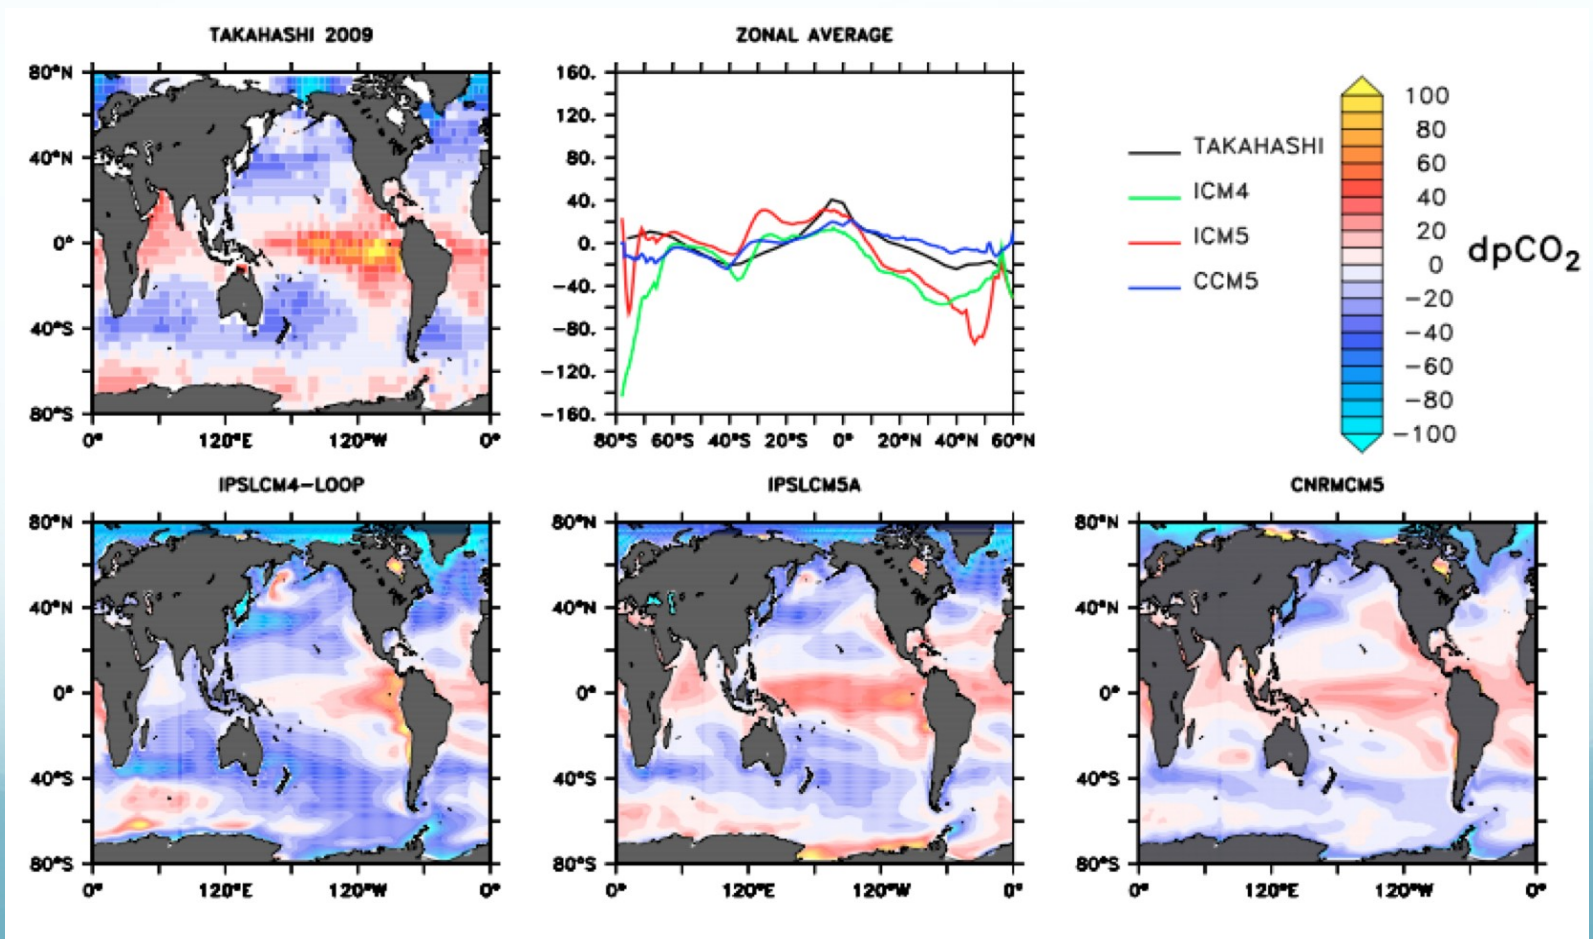 TAKAHASHI 2009
80°N
40°N
0°
40°S
80°S
0° 120°E 120°W 0°
ZONAL AVERAGE
160.
120.
80.
40.
0.
-40.
-80.
-120.
-160.
80°S 60°S 40°S 20°S 0° 20°N 40°N 60°N
TAKAHASHI
ICM4
ICM5
CCM5
100
80
60
40
20
0
-20
-40
-60
-80
-100
dpCO₂
IPSLCM4-LOOP
80°N
40°N
0°
40°S
80°S
0° 120°E 120°W 0°
IPSLCM5A
80°N
40°N
0°
40°S
80°S
0° 120°E 120°W 0°
CNRMCM5
80°N
40°N
0°
40°S
80°S
0° 120°E 120°W 0°